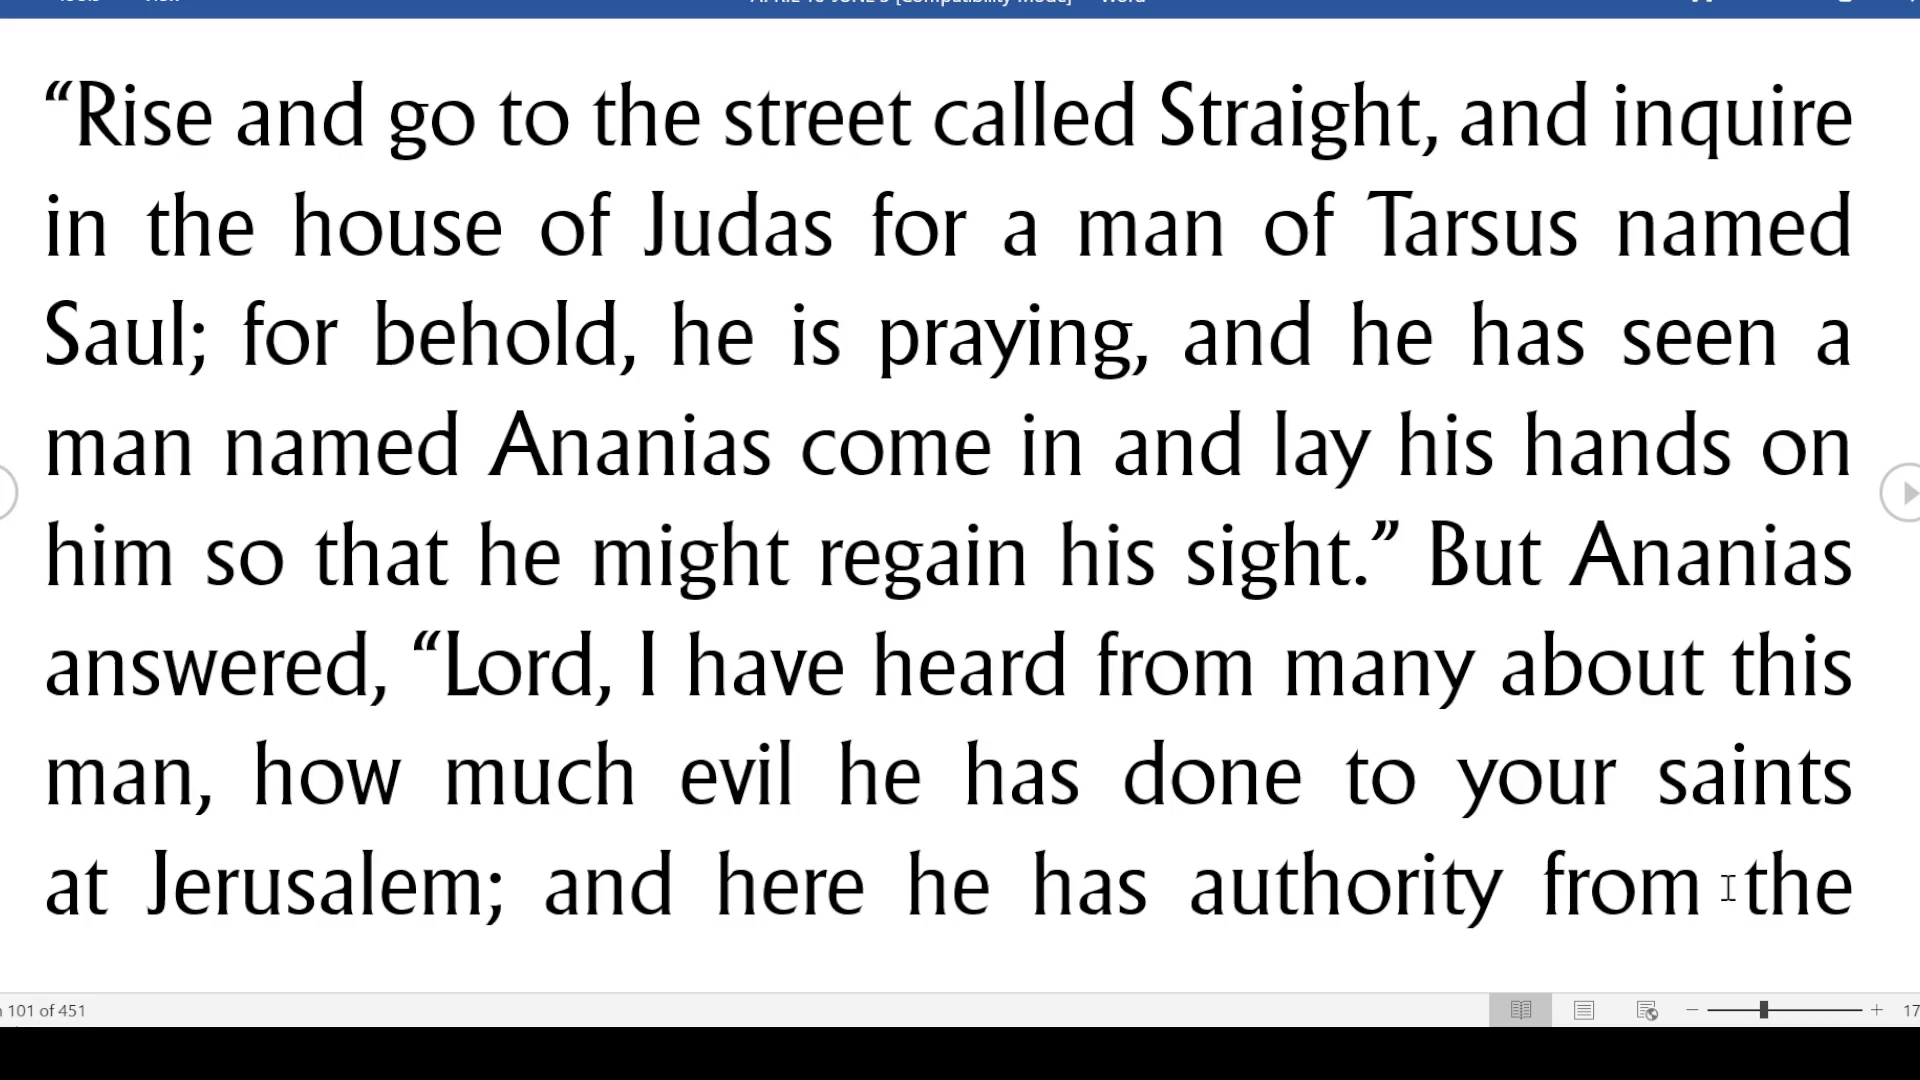 “Rise and go to the street called Straight, and inquire
in the house of Judas for a man of Tarsus named
Saul; for behold, he is praying, and he has seen a
man named Ananias come in and lay his hands on
him so that he might regain his sight.” But Ananias
answered, “Lord, I have heard from many about this
man, how much evil he has done to your saints
at Jerusalem; and here he has authority from the
101 of 451
17